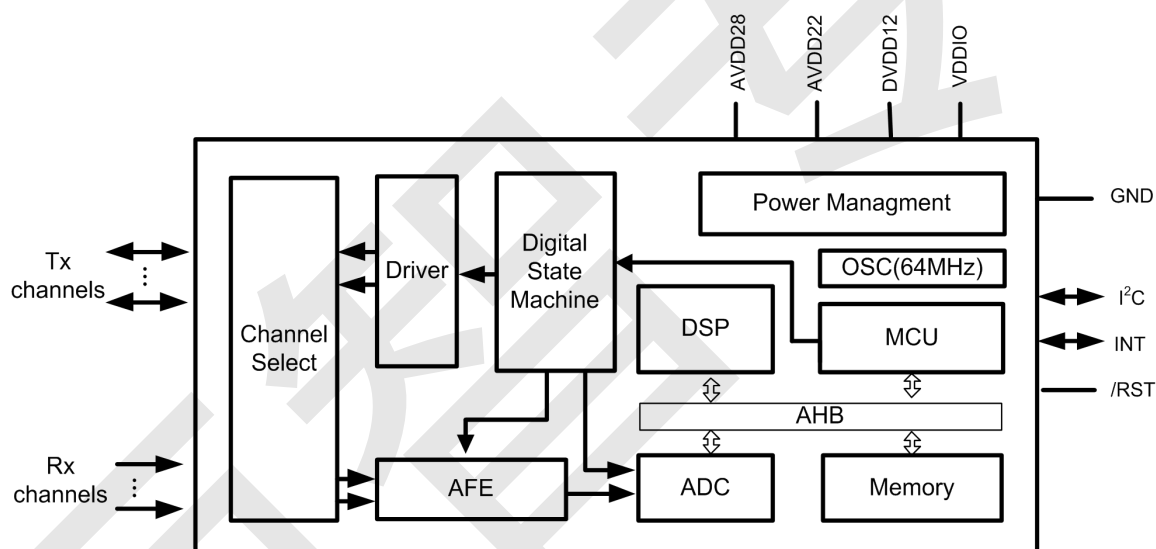 AVDD28
AVDD22
DVDD12
VDDIO
Power Managment
GND
Tx
channels
Channel
Select
Driver
Digital
State
Machine
OSC(64MHz)
DSP
MCU
I²C
INT
/RST
AHB
Rx
channels
AFE
ADC
Memory